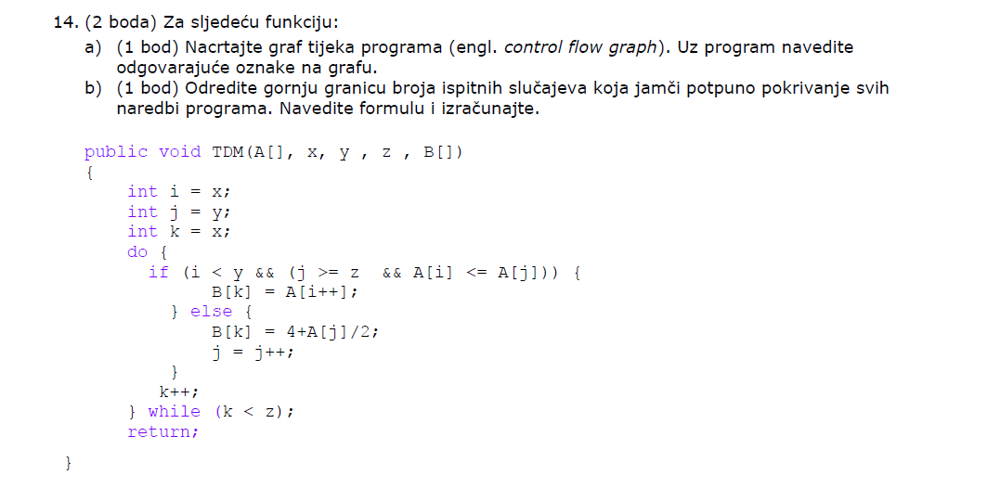 14. (2 boda) Za sljedeću funkciju:
a) (1 bod) Nacrtajte graf tijeka programa (engl. control flow graph). Uz program navedite
odgovarajuće oznake na grafu.
b) (1 bod) Odredite gornju granicu broja ispitnih slučajeva koja jamči potpuno pokrivanje svih
naredbi programa. Navedite formulu i izračunajte.
public void TDM(A[], x, y , z , B[])
{
int i = x;
int j = y;
int k = x;
do {
if (i < y && (j >= z && A[i] <= A[j])) {
B[k] = A[i++];
} else {
B[k] = 4+A[j]/2;
j = j++;
}
k++;
} while (k < z);
return;
}